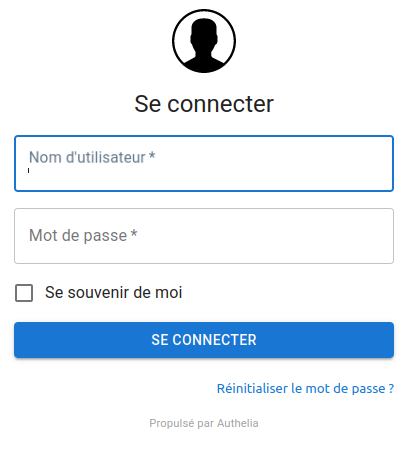 Se connecter
Nom d'utilisateur *
Mot de passe *
Se souvenir de moi
SE CONNECTER
Réinitialiser le mot de passe ?
Propulsé par Authelia